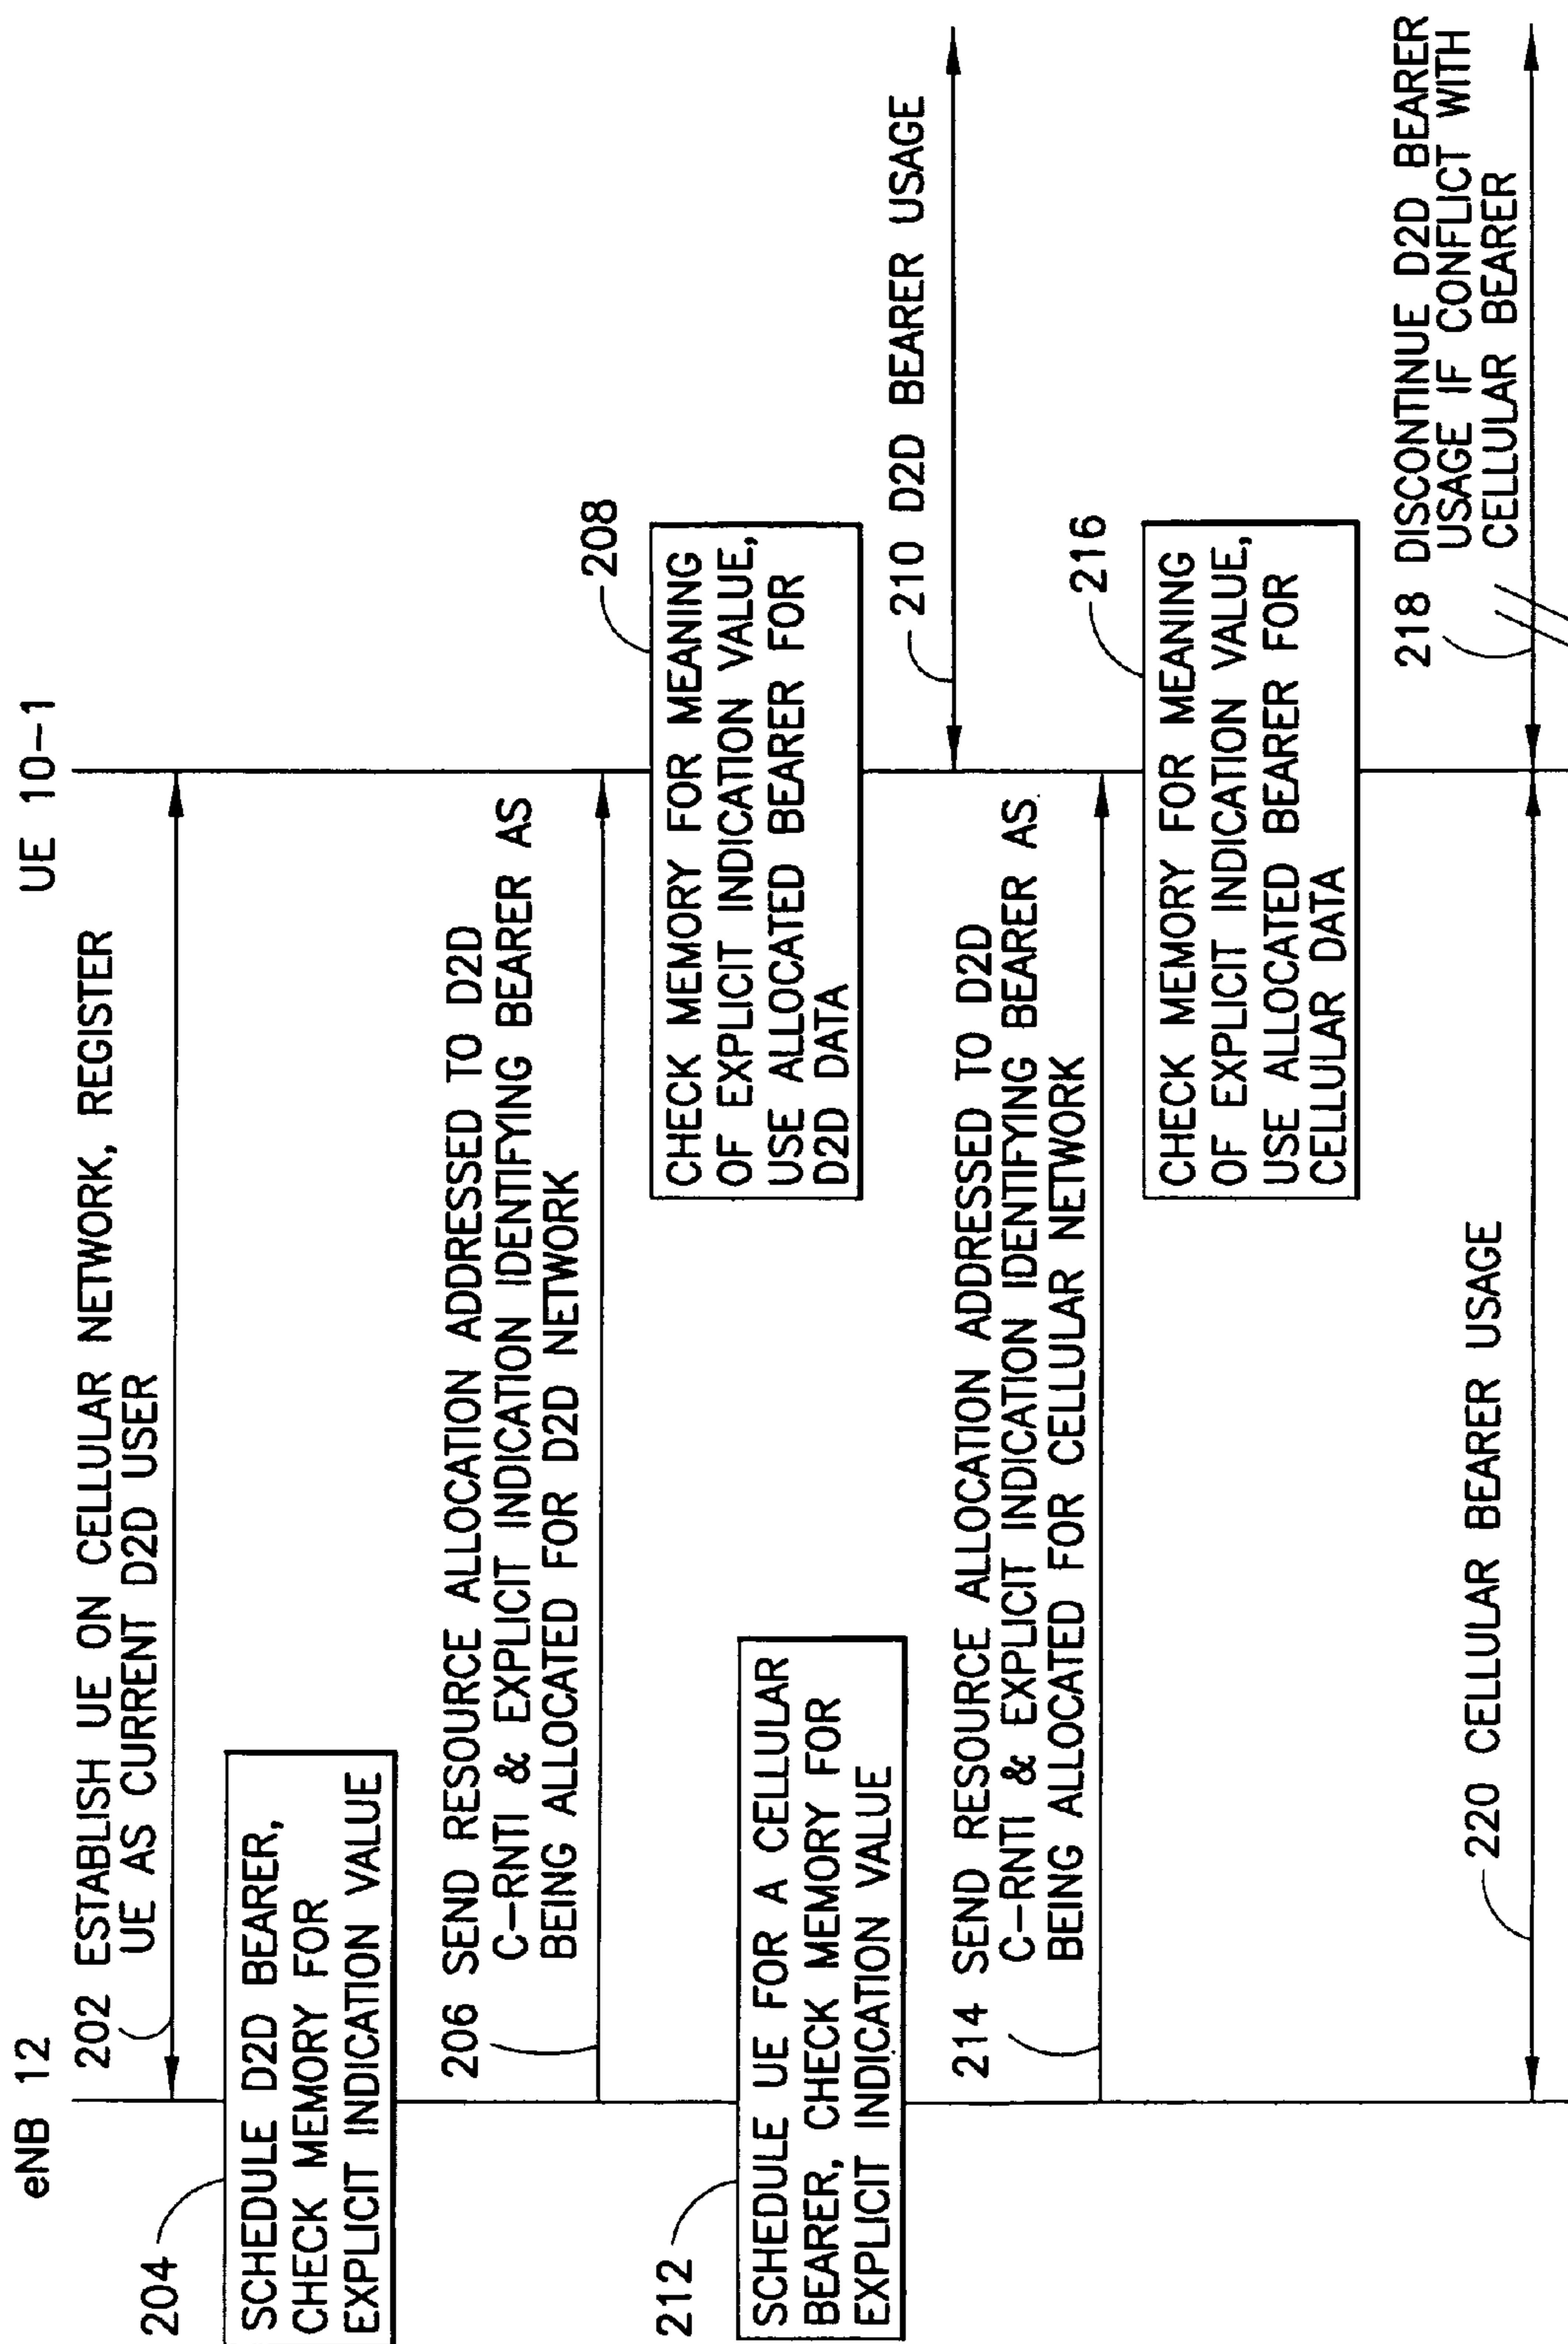 eNB 12
UE 10-1
202 ESTABLISH UE ON CELLULAR NETWORK, REGISTER
UE AS CURRENT D2D USER
204
SCHEDULE D2D BEARER,
CHECK MEMORY FOR
EXPLICIT INDICATION VALUE
206 SEND RESOURCE ALLOCATION ADDRESSED TO D2D
C-RNTI & EXPLICIT INDICATION IDENTIFYING BEARER AS
BEING ALLOCATED FOR D2D NETWORK
208
CHECK MEMORY FOR MEANING
OF EXPLICIT INDICATION VALUE,
USE ALLOCATED BEARER FOR
D2D DATA
210 D2D BEARER USAGE
212
SCHEDULE UE FOR A CELLULAR
BEARER, CHECK MEMORY FOR
EXPLICIT INDICATION VALUE
214 SEND RESOURCE ALLOCATION ADDRESSED TO D2D
C-RNTI & EXPLICIT INDICATION IDENTIFYING BEARER AS
BEING ALLOCATED FOR CELLULAR NETWORK
216
CHECK MEMORY FOR MEANING
OF EXPLICIT INDICATION VALUE,
USE ALLOCATED BEARER FOR
CELLULAR DATA
218 DISCONTINUE D2D BEARER
USAGE IF CONFLICT WITH
CELLULAR BEARER
220 CELLULAR BEARER USAGE